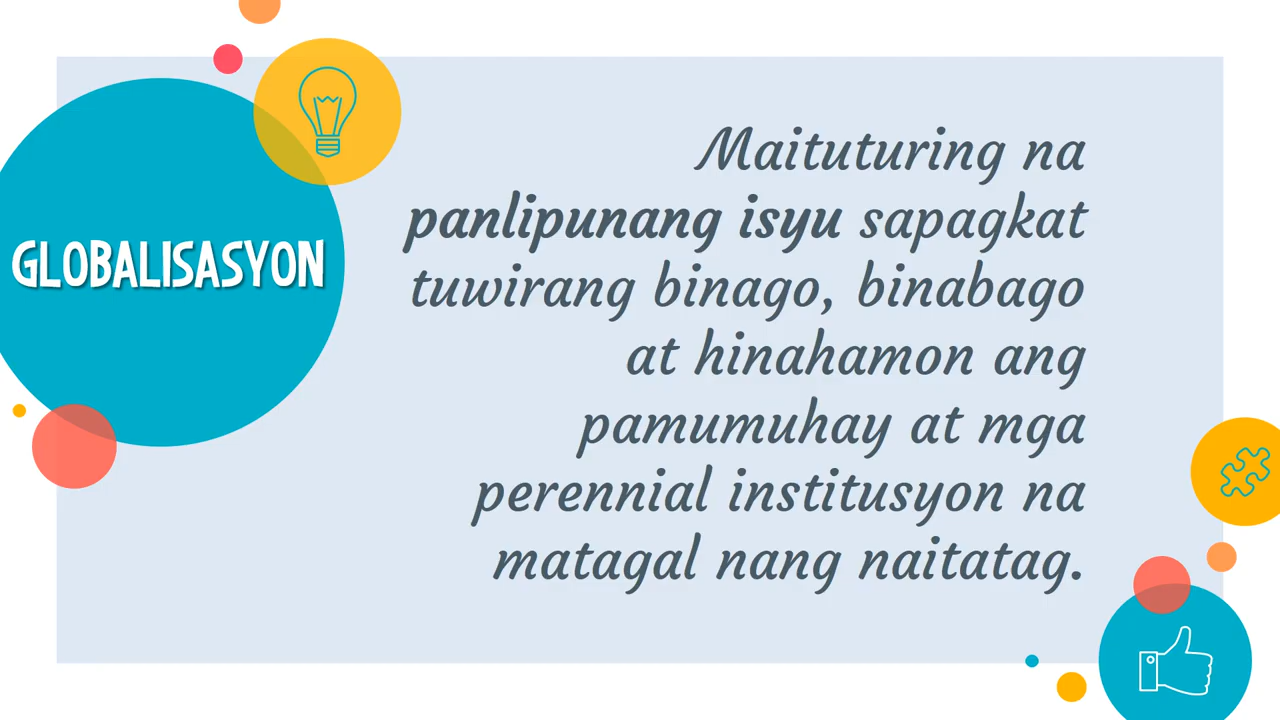 GLOBALISASYON
Maituturing na
panlipunang isyu sapagkat
tuwirang binago, binabago
at hinahamon ang
pamumuhay at mga
perennial institusyon na
matagal nang naitatag.